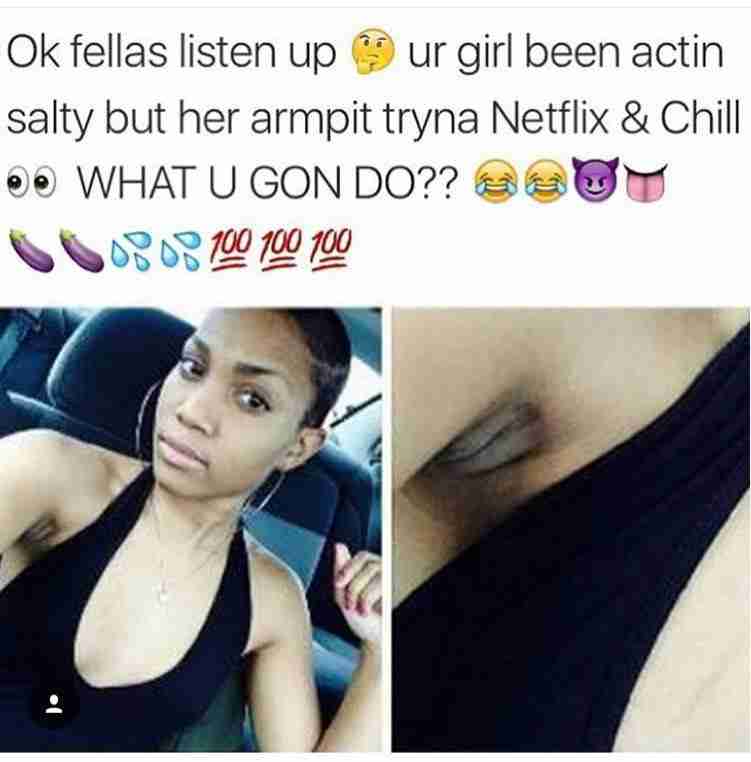 Ok fellas listen up 🤔 ur girl been actin
salty but her armpit tryna Netflix & Chill
👀 WHAT U GON DO?? 😂😂😈👅
🍆🍆💦💦💯💯💯